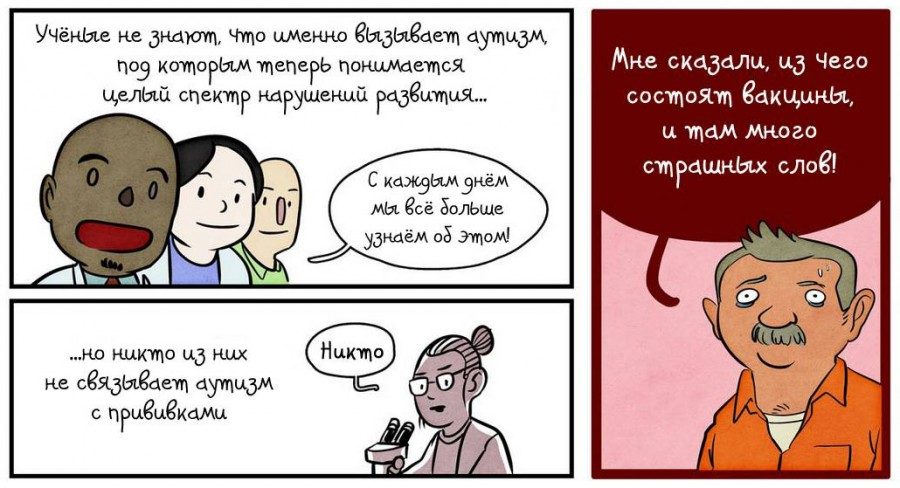 Учёные не знают, что именно вызывает аутизм,
под которым теперь понимается
целый спектр нарушений развития...
С каждым днём
мы всё больше
узнаём об этом!
...но никто из них
не связывает аутизм
с прививками
Никто
Мне сказали, из чего
состоят вакцины,
и там много
страшных слов!